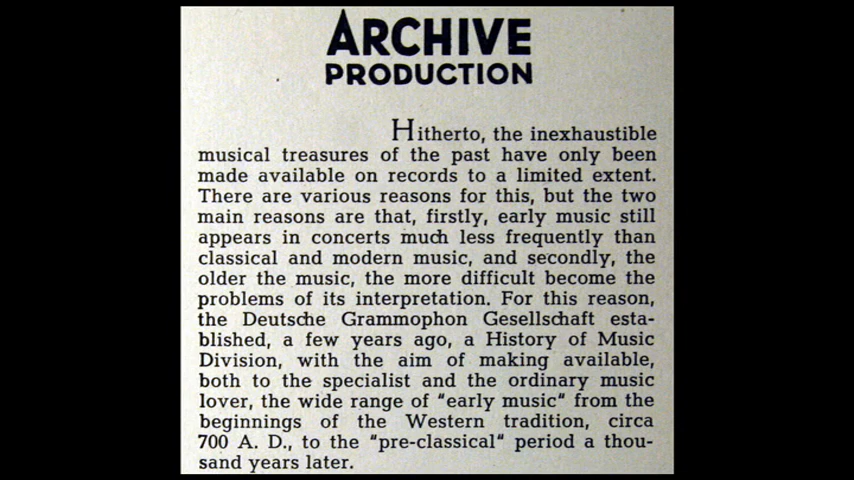 ARCHIVE
PRODUCTION
Hitherto, the inexhaustible
musical treasures of the past have only been
made available on records to a limited extent.
There are various reasons for this, but the two
main reasons are that, firstly, early music still
appears in concerts much less frequently than
classical and modern music, and secondly, the
older the music, the more difficult become the
problems of its interpretation. For this reason,
the Deutsche Grammophon Gesellschaft esta-
blished, a few years ago, a History of Music
Division, with the aim of making available,
both to the specialist and the ordinary music
lover, the wide range of "early music" from the
beginnings of the Western tradition, circa
700 A. D., to the "pre-classical" period a thou-
sand years later.